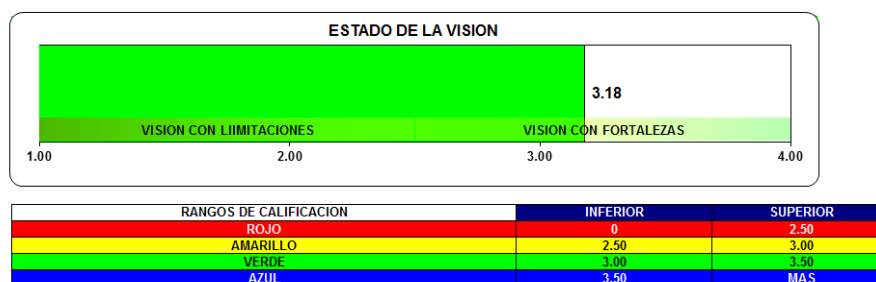 ESTADO DE LA VISION
3.18
VISION CON LIIMITACIONES VISION CON FORTALEZAS
1.00 2.00 3.00 4.00
RANGOS DE CALIFICACION INFERIOR SUPERIOR
ROJO 0 2.50
AMARILLO 2.50 3.00
VERDE 3.00 3.50
AZUL 3.50 MAS